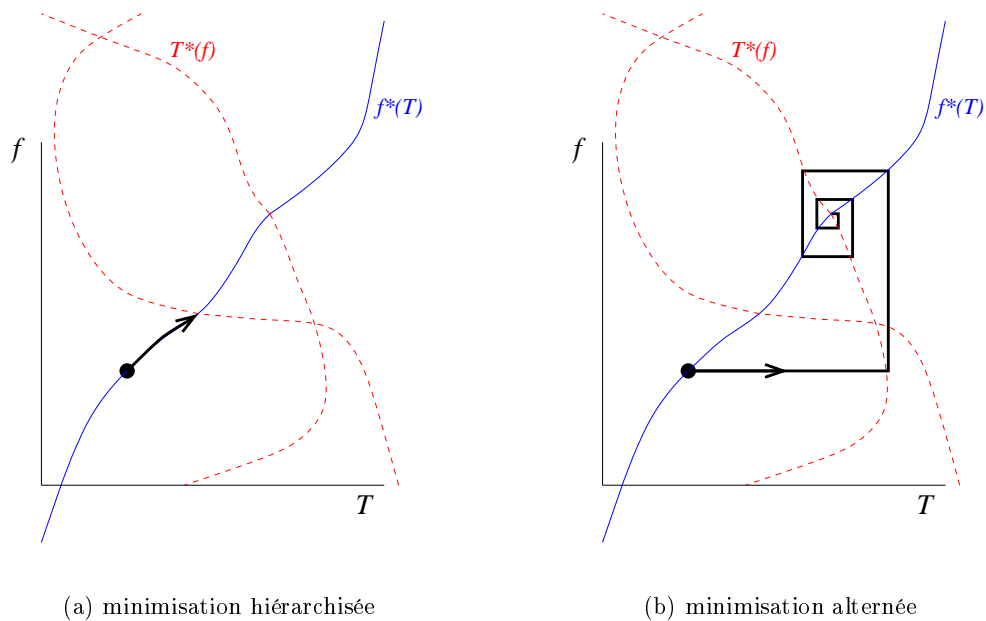 T*(f)
f*(T)
f
T
(a) minimisation hiérarchisée
T*(f)
f*(T)
f
T
(b) minimisation alternée